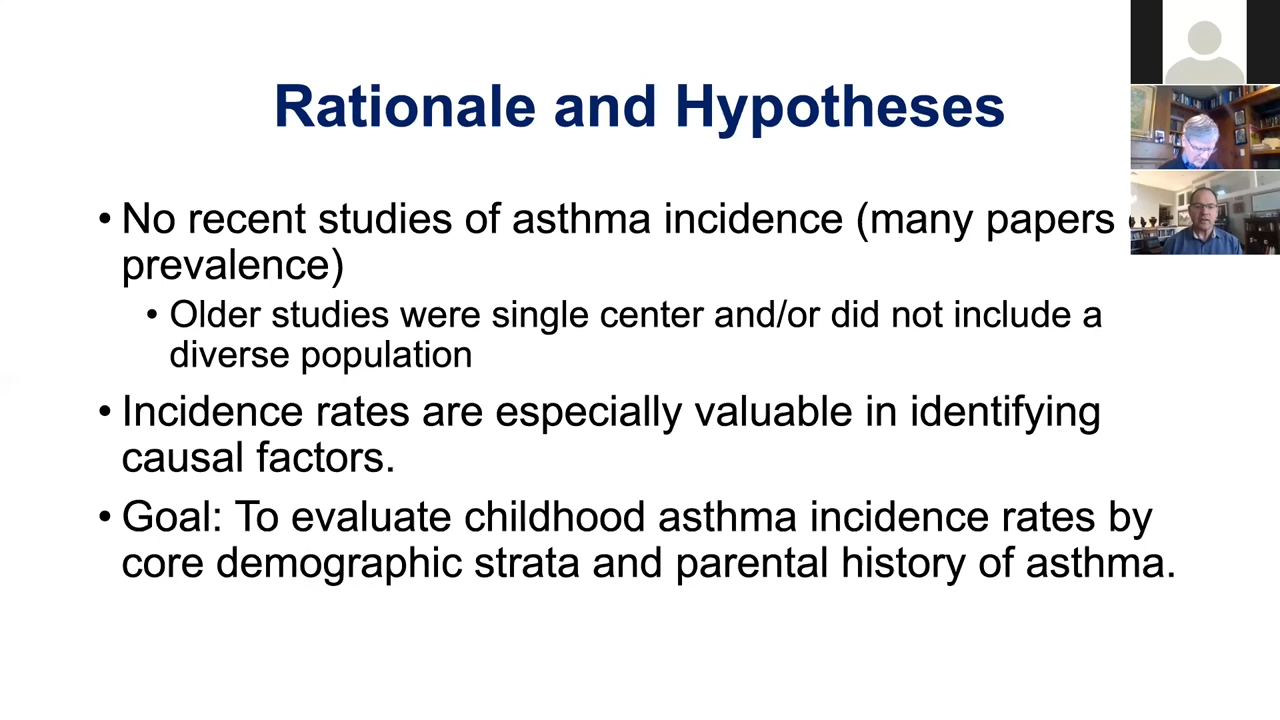 Rationale and Hypotheses
• No recent studies of asthma incidence (many papers
prevalence)
• Older studies were single center and/or did not include a
diverse population
• Incidence rates are especially valuable in identifying
causal factors.
• Goal: To evaluate childhood asthma incidence rates by
core demographic strata and parental history of asthma.